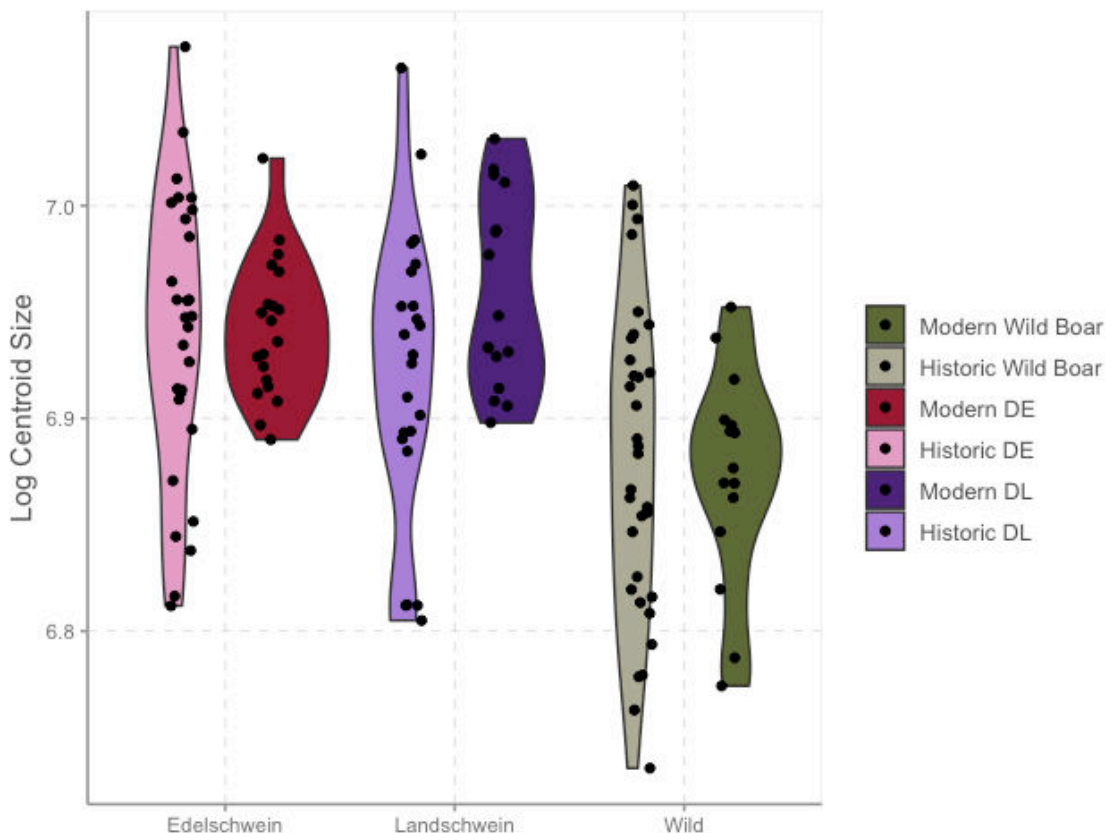 Log Centroid Size
7.0
6.9
6.8
Edelschwein
Landschwein
Wild
Modern Wild Boar
Historic Wild Boar
Modern DE
Historic DE
Modern DL
Historic DL